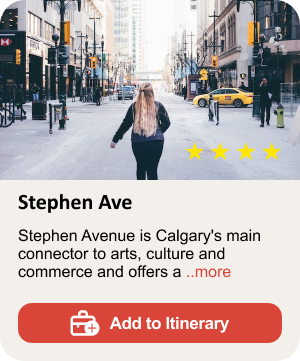 HSBC
Stephen Ave
Stephen Avenue is Calgary's main
connector to arts, culture and
commerce and offers a ..more
Add to Itinerary